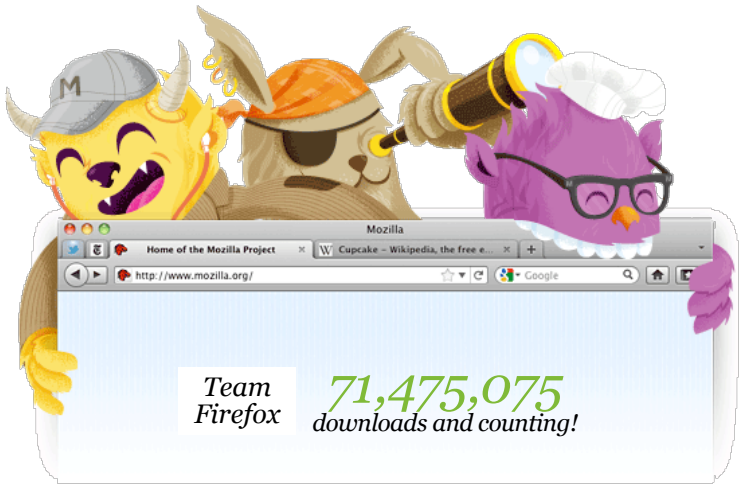 M
Mozilla
Home of the Mozilla Project
W
Cupcake – Wikipedia, the free e...
http://www.mozilla.org/
Google
Team
Firefox
71,475,075
downloads and counting!